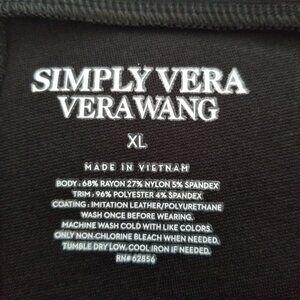 SIMPLY VERA
VERAWANG
XL
MADE IN VIETNAM
BODY : 68% RAYON 27% NYLON 5% SPANDEX
TRIM : 96% POLYESTER 4% SPANDEX
COATING : IMITATION LEATHER/POLYURETHANE
WASH ONCE BEFORE WEARING.
MACHINE WASH COLD WITH LIKE COLORS.
ONLY NON-CHLORINE BLEACH WHEN NEEDED.
TUMBLE DRY LOW. COOL IRON IF NEEDED.
RN# 62856